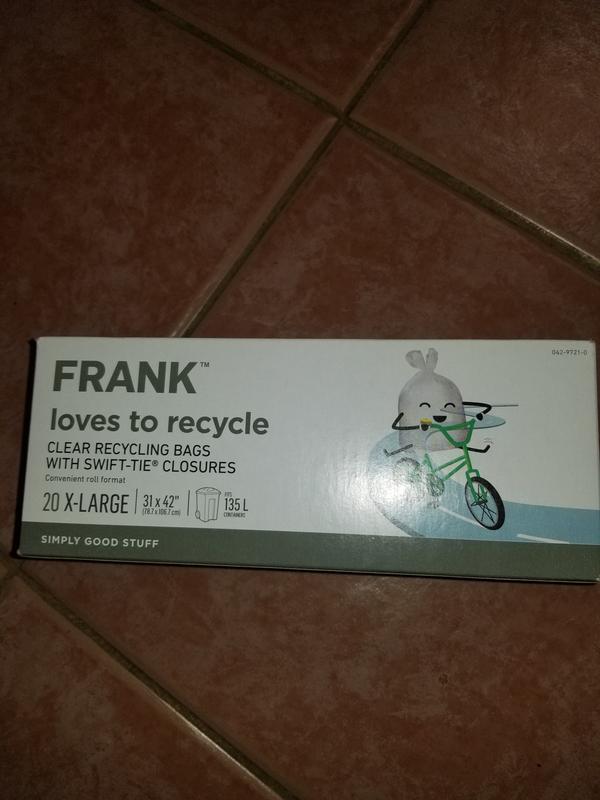 042-9721-0
FRANK™
loves to recycle
CLEAR RECYCLING BAGS
WITH SWIFT-TIE® CLOSURES
Convenient roll format
20 X-LARGE
31 x 42"
(78.7 x 106.7 cm)
FITS
135 L
CONTAINERS
SIMPLY GOOD STUFF